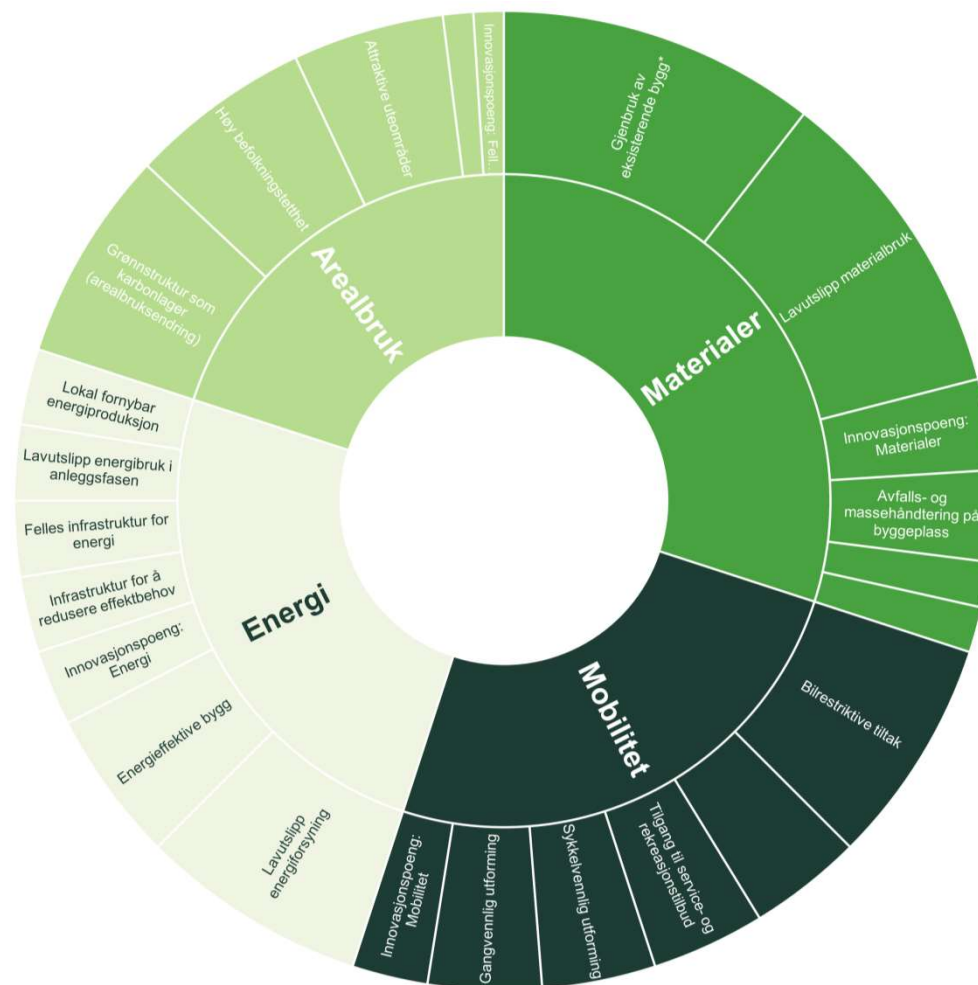 Materialer
Gjenbruk av
eksisterende bygg*
Lavutslipp materialbruk
Innovasjonspoeng:
Materialer
Avfalls- og
massehåndtering på
byggeplass
Mobilitet
Bilrestriktive tiltak
Tilgang til service- og
rekreasjonstilbud
Sykkelvennlig utforming
Gangvennlig utforming
Innovasjonspoeng:
Mobilitet
Energi
Lavutslipp
energiforsyning
Energieffektive bygg
Innovasjonspoeng:
Energi
Infrastruktur for å
redusere effektbehov
Felles infrastruktur for
energi
Lavutslipp energibruk i
anleggsfasen
Lokal fornybar
energiproduksjon
Arealbruk
Grønnstruktur som
karbonlager
(arealbruksendring)
Høy befolkningstetthet
Attraktive uteområder
Innovasjonspoeng: Fell..